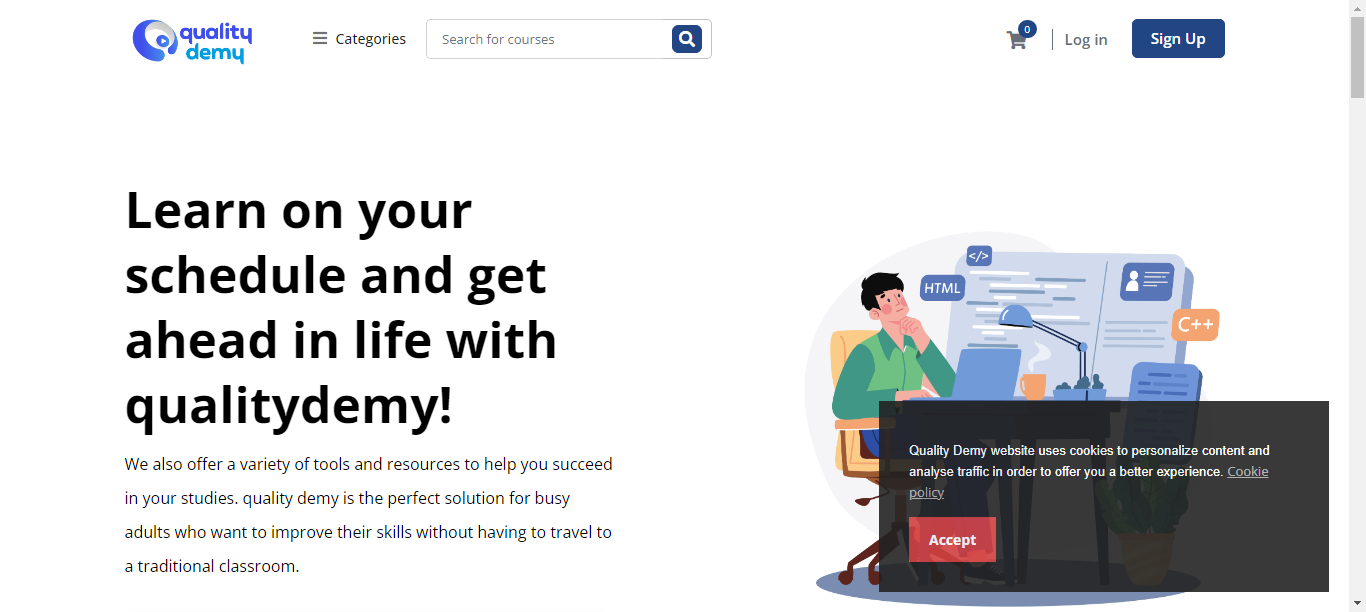 quality
demy
Categories
Search for courses
0
Log in
Sign Up
Learn on your
schedule and get
ahead in life with
qualitydemy!
We also offer a variety of tools and resources to help you succeed
in your studies. quality demy is the perfect solution for busy
adults who want to improve their skills without having to travel to
a traditional classroom.
</>
HTML
C++
Quality Demy website uses cookies to personalize content and
analyse traffic in order to offer you a better experience. Cookie
policy
Accept